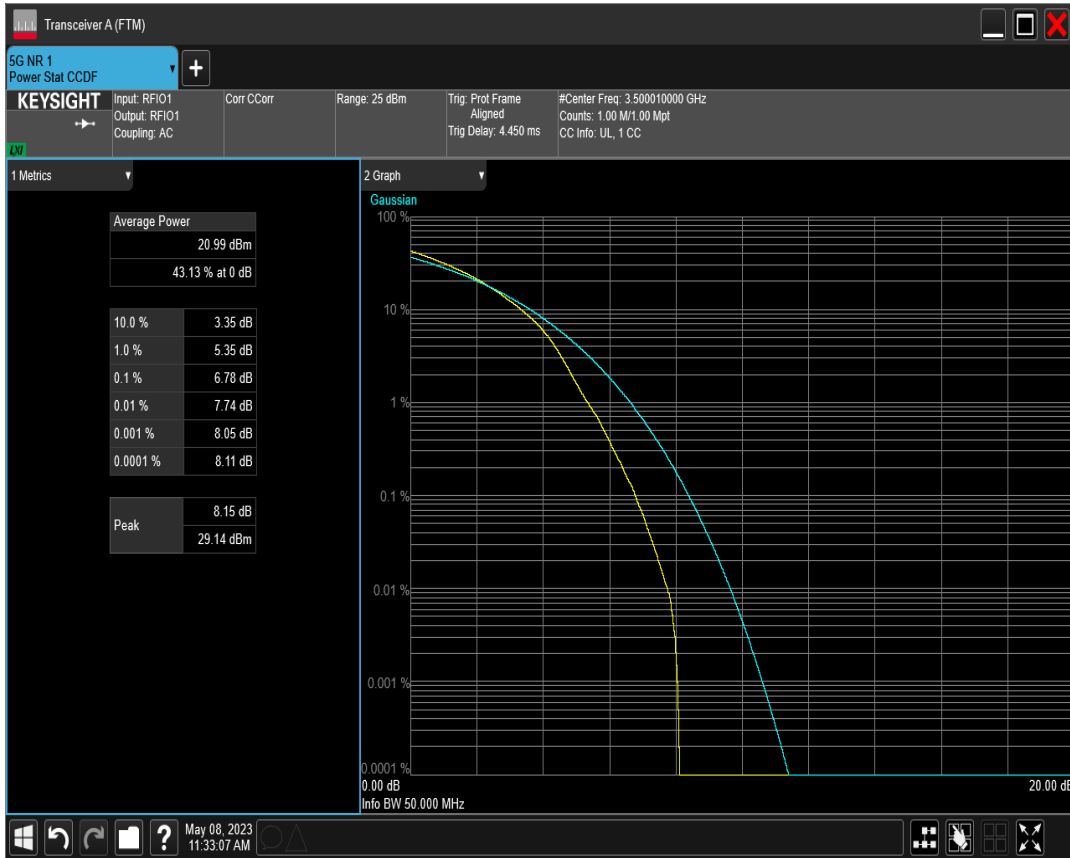 Transceiver A (FTM)
5G NR 1
Power Stat CCDF
+
KEYSIGHT
LXI
Input: RFIO1
Output: RFIO1
Coupling: AC
Corr CCorr
Range: 25 dBm
Trig: Prot Frame
Aligned
Trig Delay: 4.450 ms
#Center Freq: 3.500010000 GHz
Counts: 1.00 M/1.00 Mpt
CC Info: UL, 1 CC
1 Metrics
Average Power
20.99 dBm
43.13 % at 0 dB
10.0 % 3.35 dB
1.0 % 5.35 dB
0.1 % 6.78 dB
0.01 % 7.74 dB
0.001 % 8.05 dB
0.0001 % 8.11 dB
Peak
8.15 dB
29.14 dBm
2 Graph
Gaussian
100 %
10 %
1 %
0.1 %
0.01 %
0.001 %
0.0001 %
0.00 dB 20.00 dB
Info BW 50.000 MHz
?
May 08, 2023
11:33:07 AM